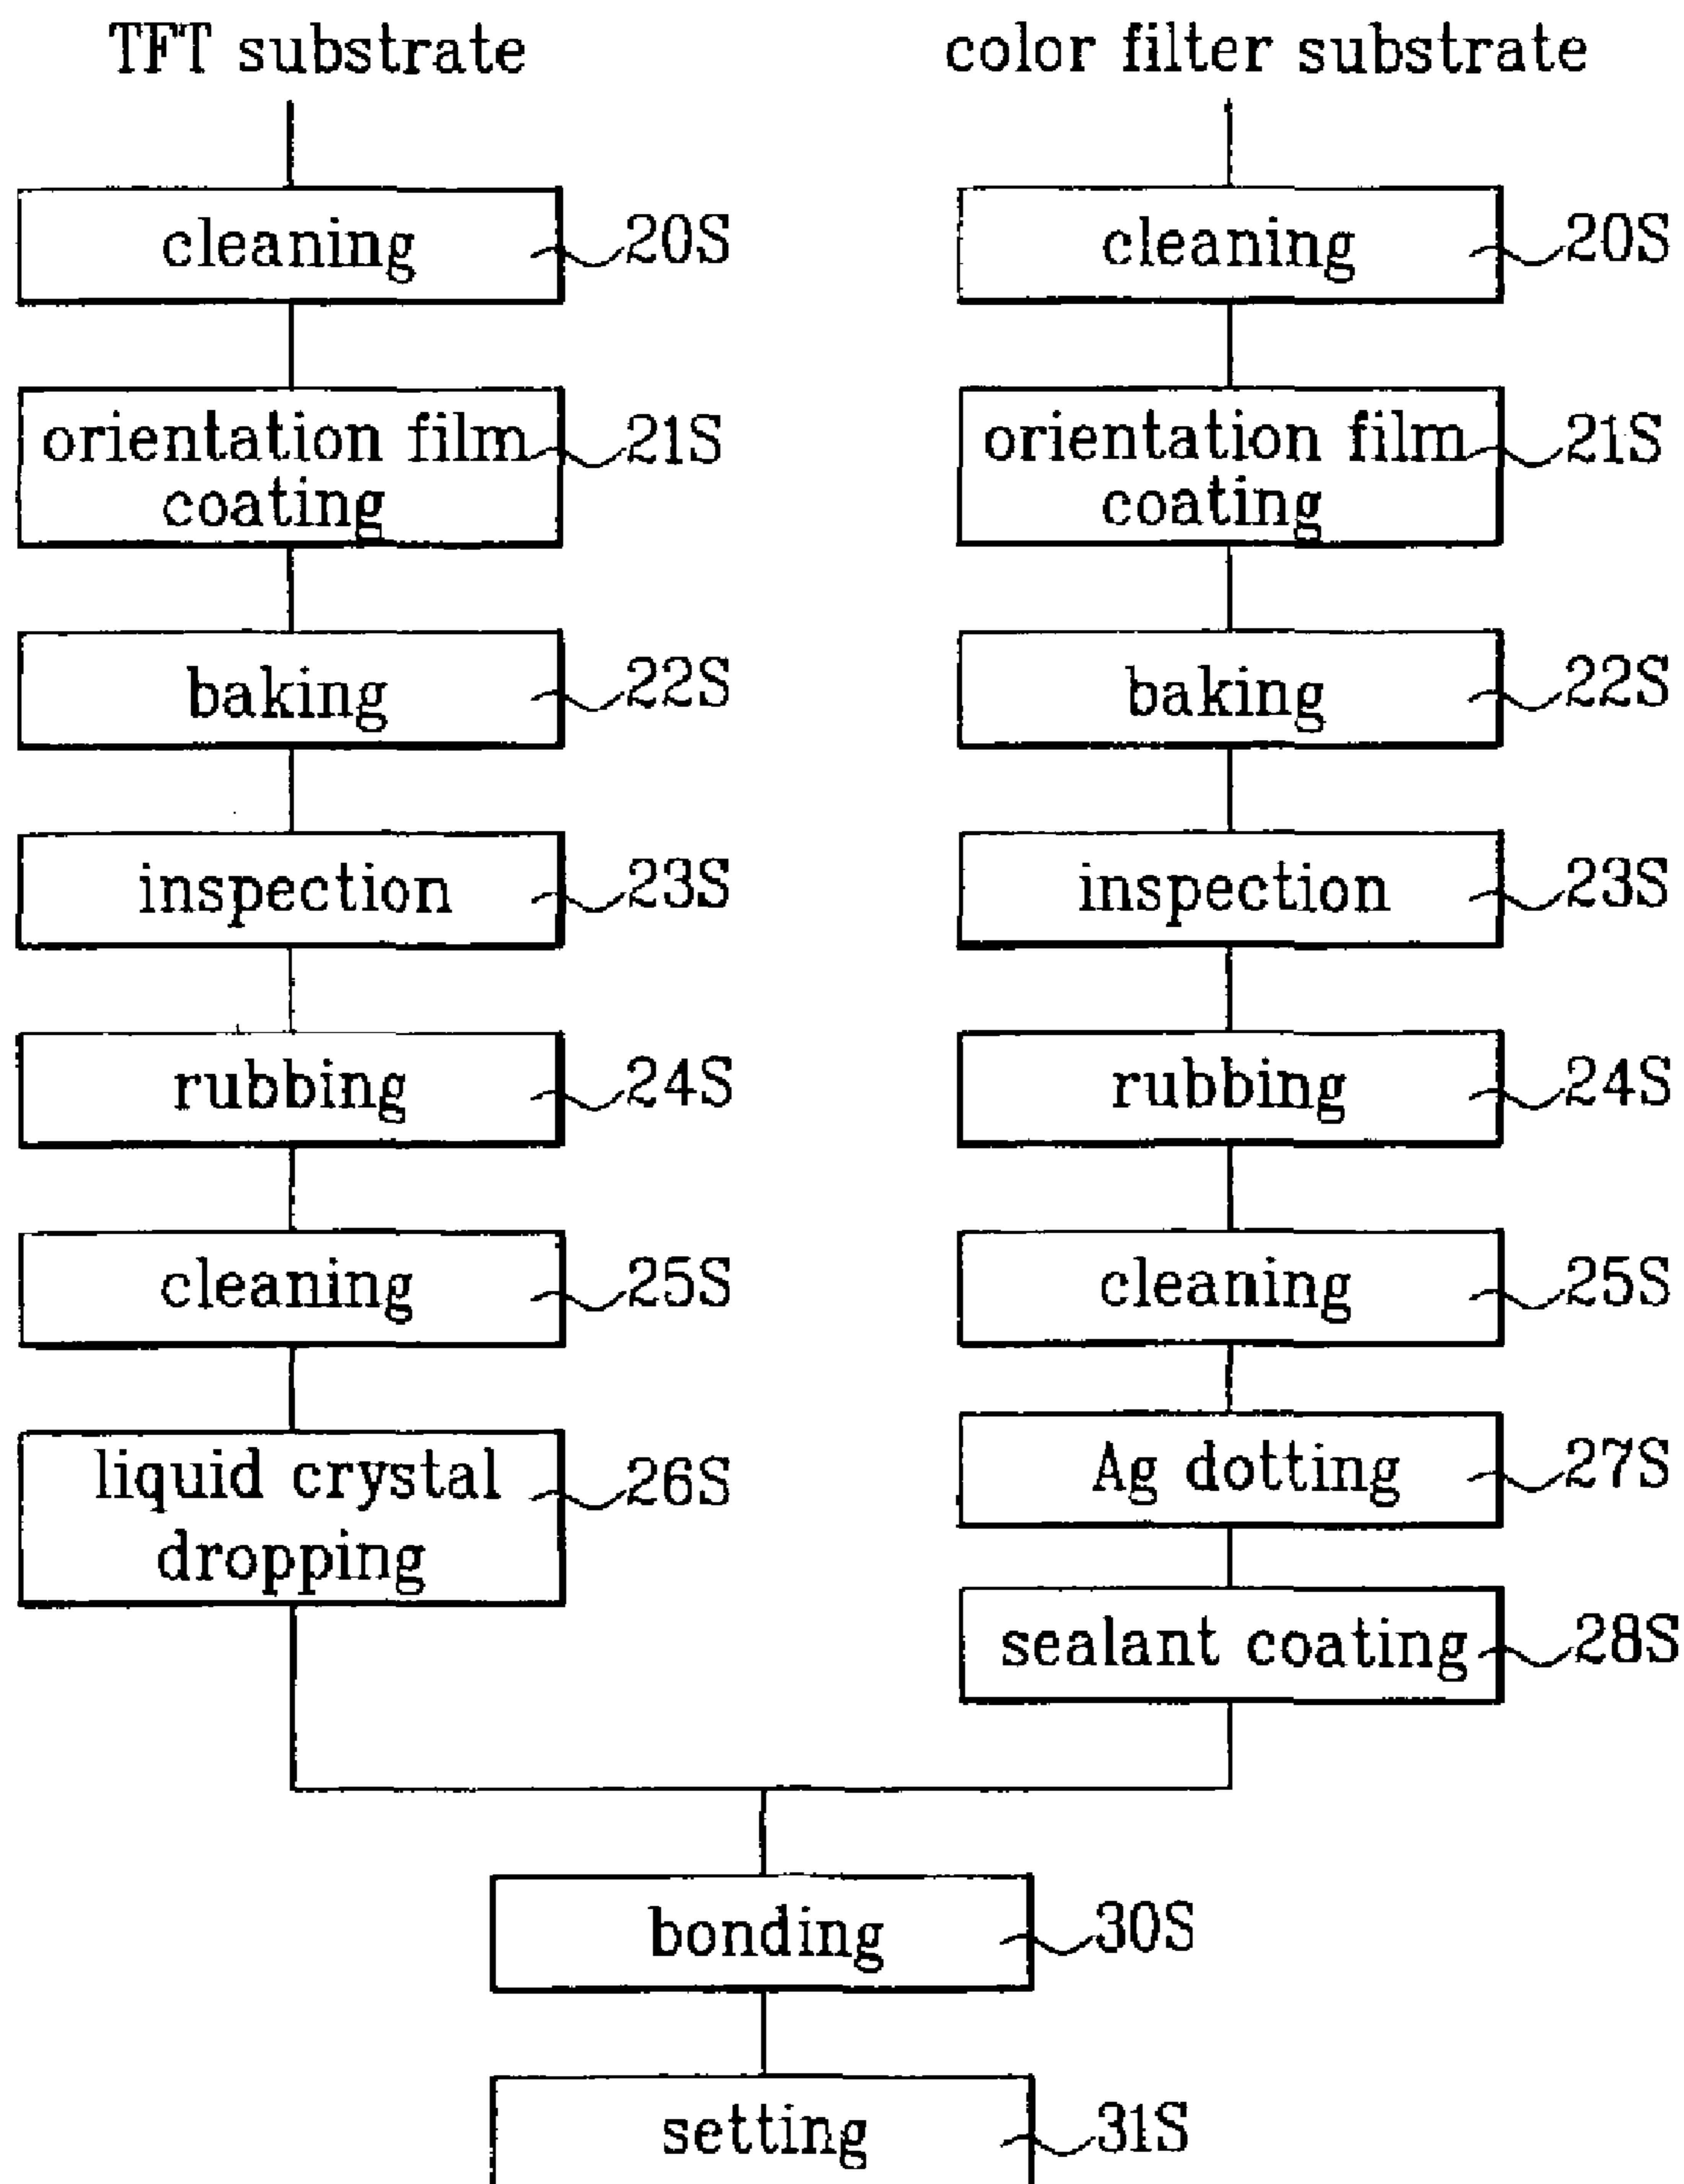 TFT substrate
cleaning 20S
orientation film 21S
coating
baking 22S
inspection 23S
rubbing 24S
cleaning 25S
liquid crystal 26S
dropping
color filter substrate
cleaning 20S
orientation film 21S
coating
baking 22S
inspection 23S
rubbing 24S
cleaning 25S
Ag dotting 27S
sealant coating 28S
bonding 30S
setting 31S